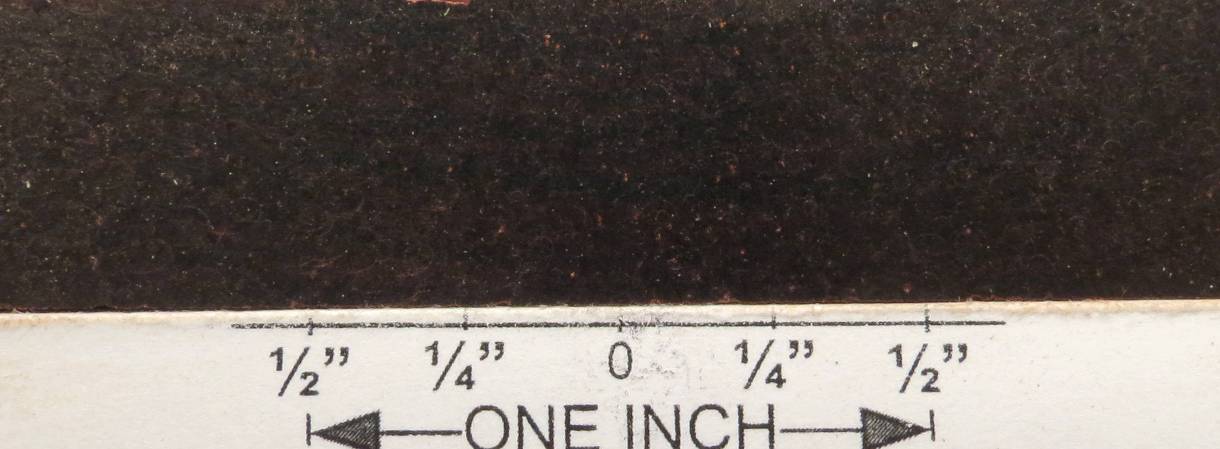 1/2” 1/4” 0 1/4” 1/2”
ONE INCH